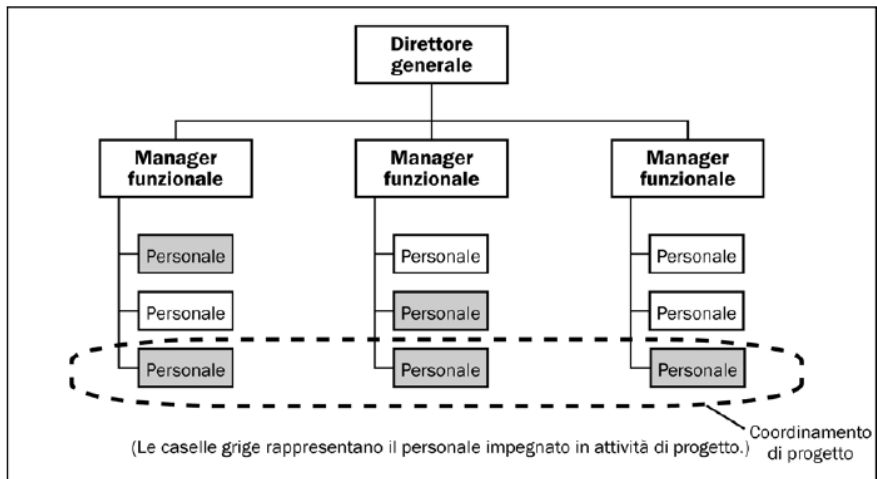 Direttore
generale
Manager
funzionale
Manager
funzionale
Manager
funzionale
Personale
Personale
Personale
Personale
Personale
Personale
Personale
Personale
Personale
(Le caselle grige rappresentano il personale impegnato in attività di progetto.)
Coordinamento
di progetto